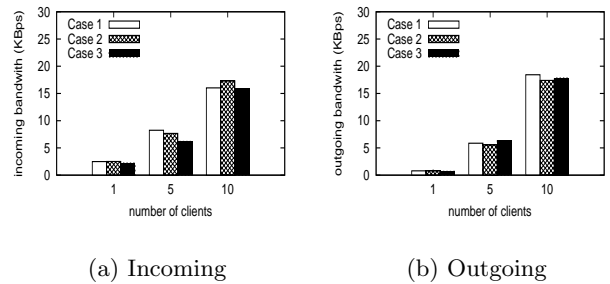 30
25
20
15
10
5
0
incoming bandwith (KBps)
Case 1
Case 2
Case 3
1 5 10
number of clients
(a) Incoming
30
25
20
15
10
5
0
outgoing bandwith (KBps)
Case 1
Case 2
Case 3
1 5 10
number of clients
(b) Outgoing